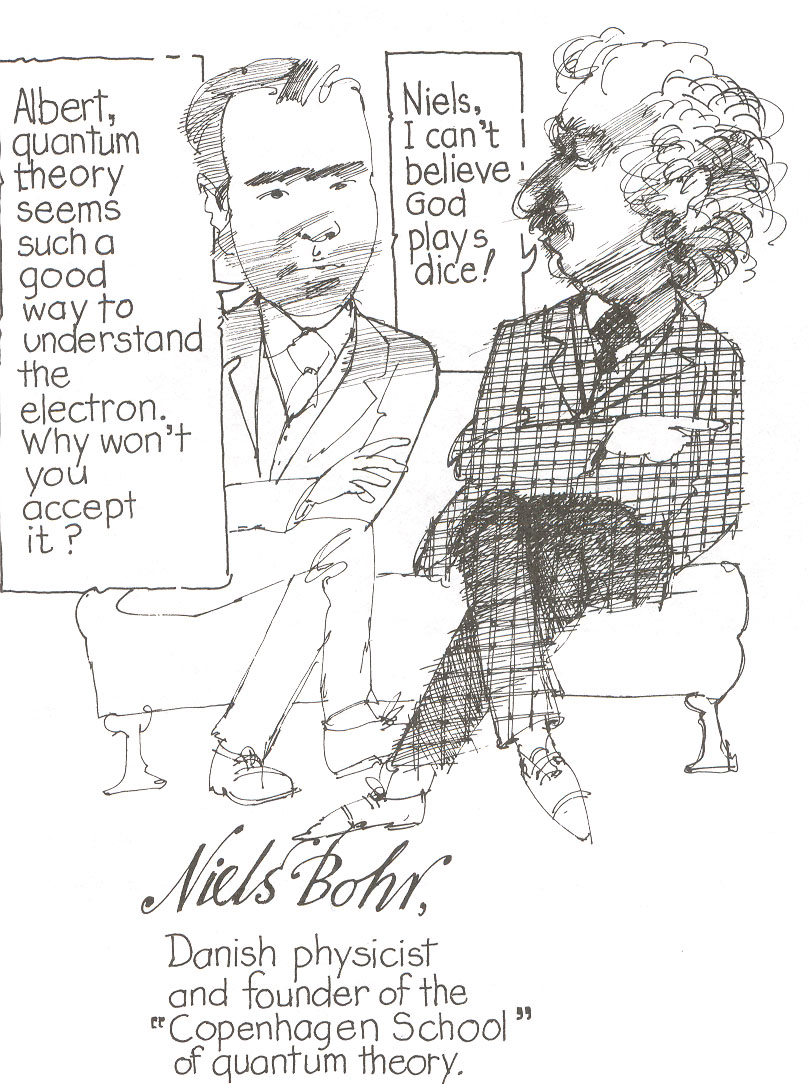 Albert,
quantum
theory
seems
such a
good
way to
understand
the
electron.
Why won't
you
accept
it?
Niels,
I can't
believe
God
plays
dice!
Niels Bohr,
Danish physicist
and founder of the
"Copenhagen School"
of quantum theory.